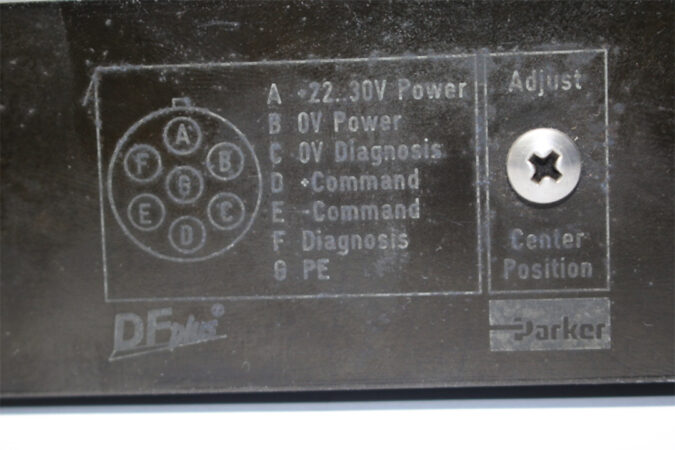 A +22..30V Power
B 0V Power
C 0V Diagnosis
D +Command
E -Command
F Diagnosis
G PE
A
F B
G
E C
D
Adjust
Center
Position
DFplus
Parker